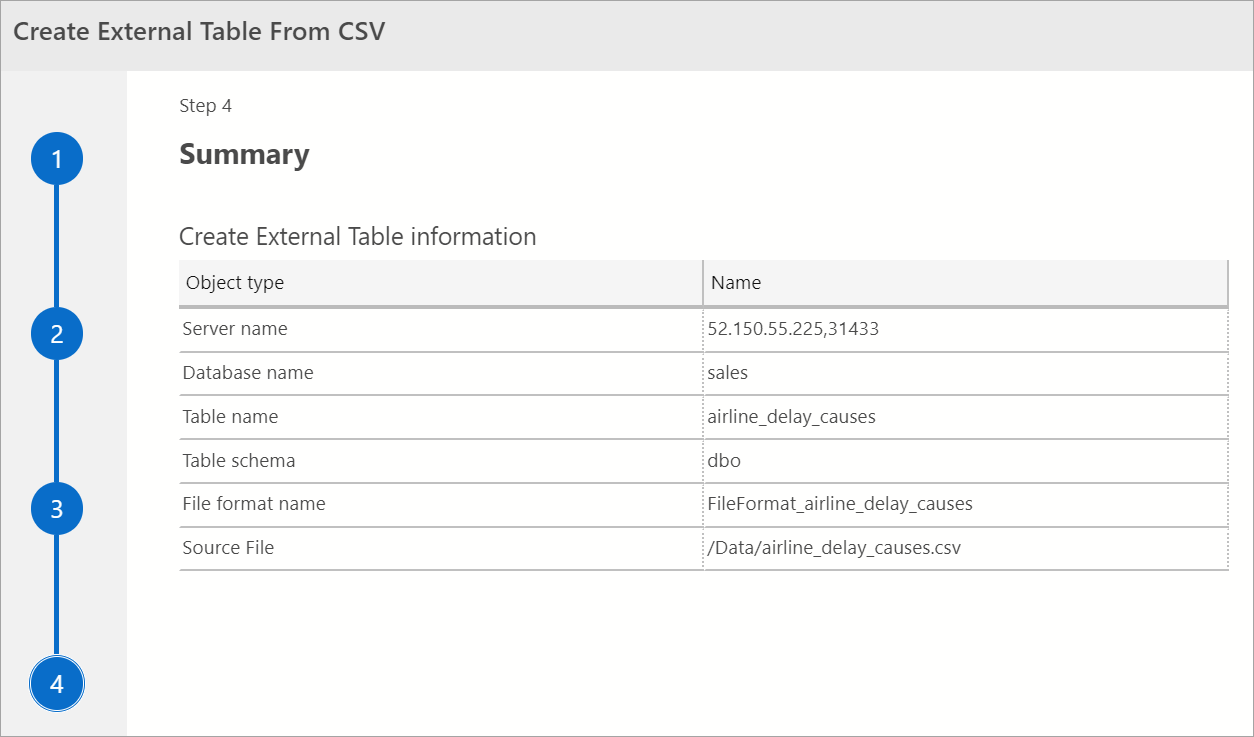 Create External Table From CSV
Step 4
Summary
1
2
3
4
Create External Table information
Object type Name
Server name 52.150.55.225,31433
Database name sales
Table name airline_delay_causes
Table schema dbo
File format name FileFormat_airline_delay_causes
Source File /Data/airline_delay_causes.csv